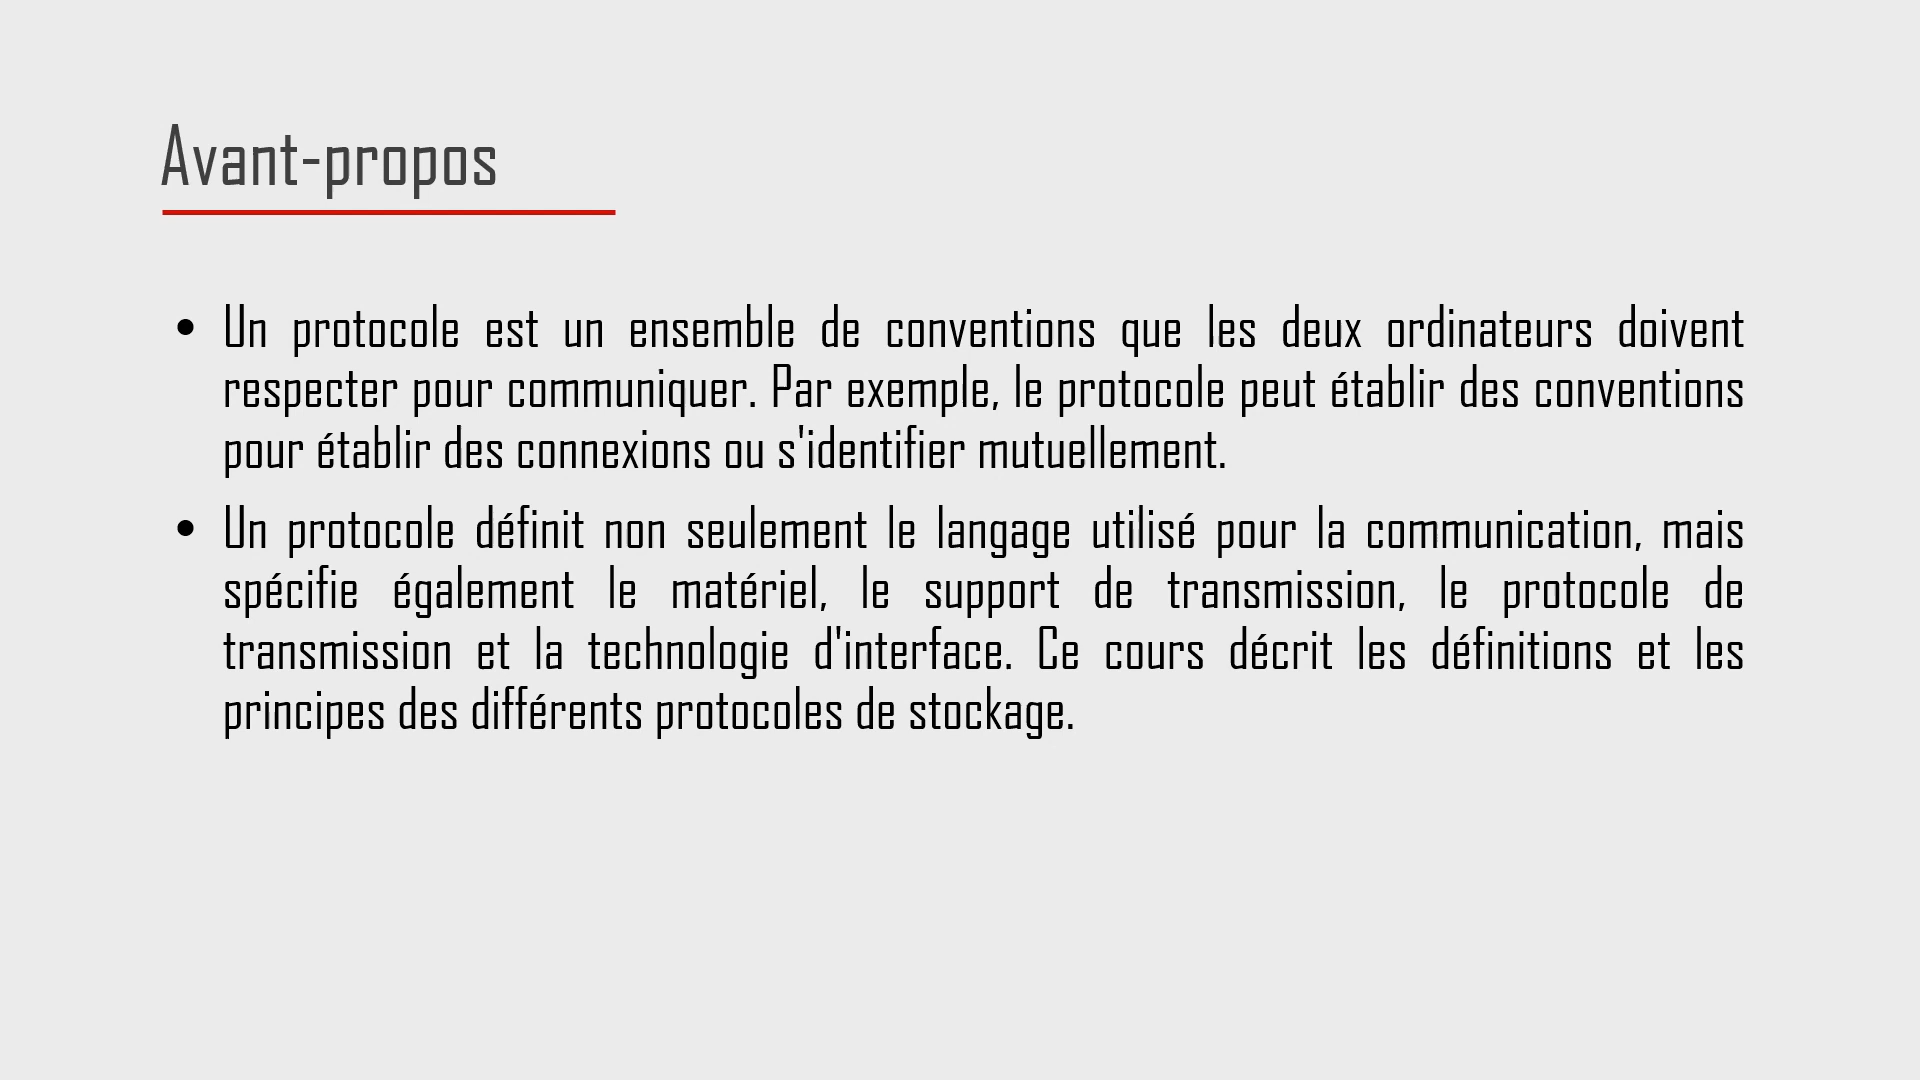 Avant-propos
• Un protocole est un ensemble de conventions que les deux ordinateurs doivent
respecter pour communiquer. Par exemple, le protocole peut établir des conventions
pour établir des connexions ou s'identifier mutuellement.
• Un protocole définit non seulement le langage utilisé pour la communication, mais
spécifie également le matériel, le support de transmission, le protocole de
transmission et la technologie d'interface. Ce cours décrit les définitions et les
principes des différents protocoles de stockage.